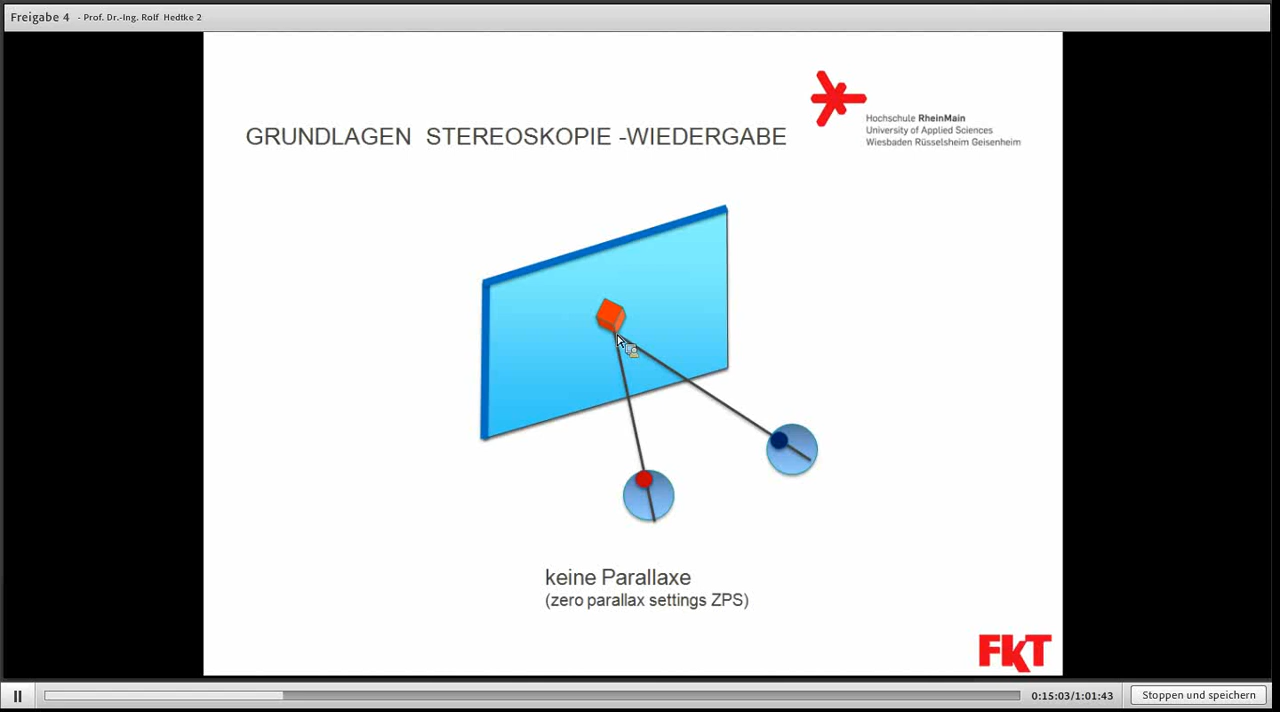 Freigabe 4 - Prof. Dr.-Ing. Rolf Hedtke 2
GRUNDLAGEN STEREOSKOPIE -WIEDERGABE
Hochschule RheinMain
University of Applied Sciences
Wiesbaden Rüsselsheim Geisenheim
keine Parallaxe
(zero parallax settings ZPS)
FKT
0:15:03/1:01:43 Stoppen und speichern